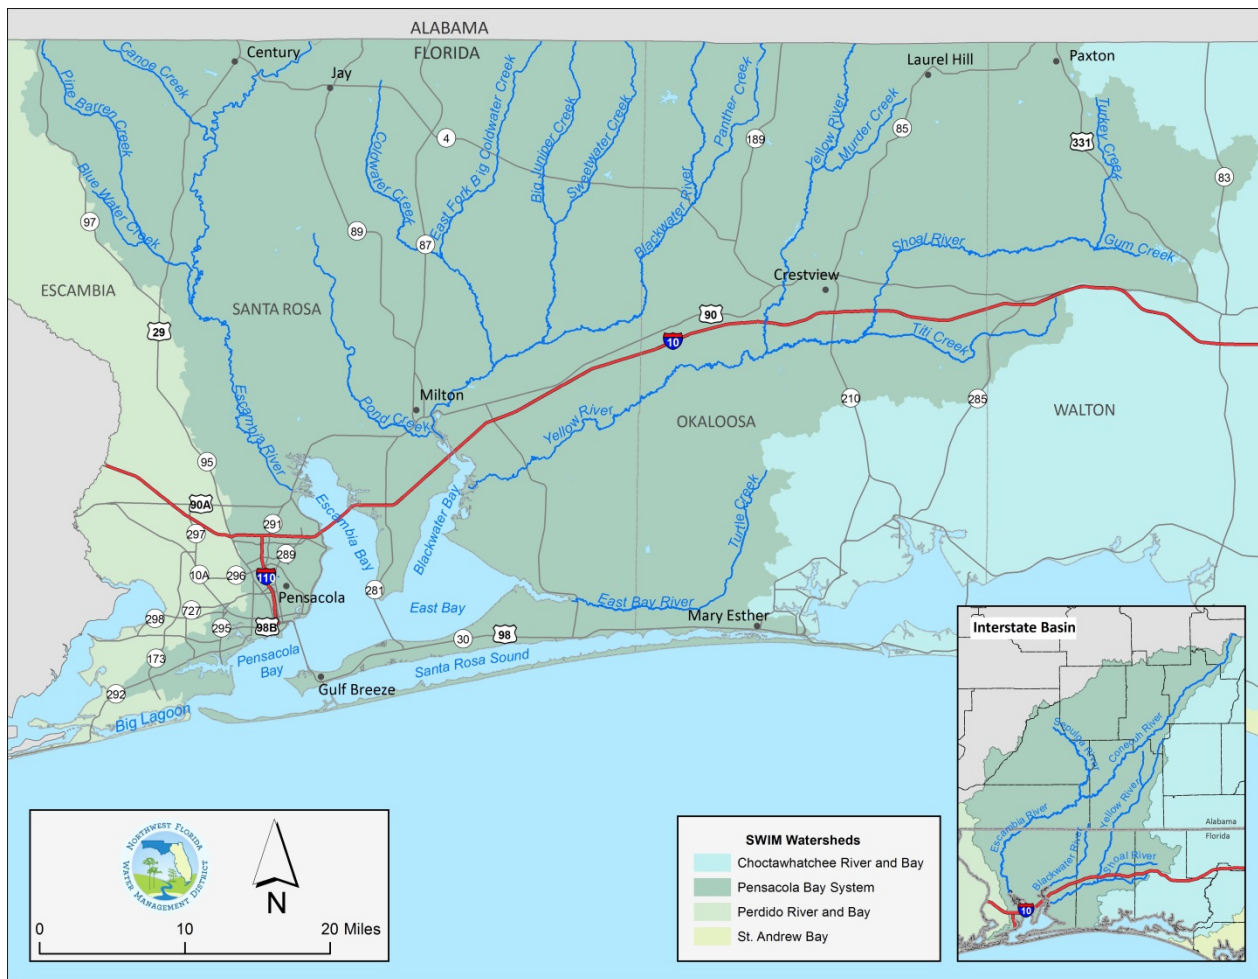 ALABAMA
FLORIDA
Canoe Creek
Century
Jay
Laurel Hill
Paxton
Pine Barren Creek
Coldwater Creek
East Fork Big Coldwater Creek
Big Juniper Creek
Sweetwater Creek
Panther Creek
Yellow River
Murder Creek
Turkey Creek
4
189
85
331
83
Blue Water Creek
97
89
87
Blackwater River
Shoal River
Gum Creek
ESCAMBIA
SANTA ROSA
Crestview
29
90
10
Titi Creek
Escambia River
Milton
Pond Creek
Yellow River
OKALOOSA
210
285
WALTON
95
90A
Escambia Bay
Blackwater Bay
Turtle Creek
291
297
289
10A
296
110
Pensacola
281
East Bay
East Bay River
Mary Esther
298
727
295
98B
30
98
173
Pensacola
Bay
Santa Rosa Sound
Gulf Breeze
292
Big Lagoon
Interstate Basin
Sepulga River
Conecuh River
Escambia River
Yellow River
Blackwater River
Shoal River
Alabama
Florida
10
NORTHWEST FLORIDA
WATER MANAGEMENT DISTRICT
N
0 10 20 Miles
SWIM Watersheds
Choctawhatchee River and Bay
Pensacola Bay System
Perdido River and Bay
St. Andrew Bay